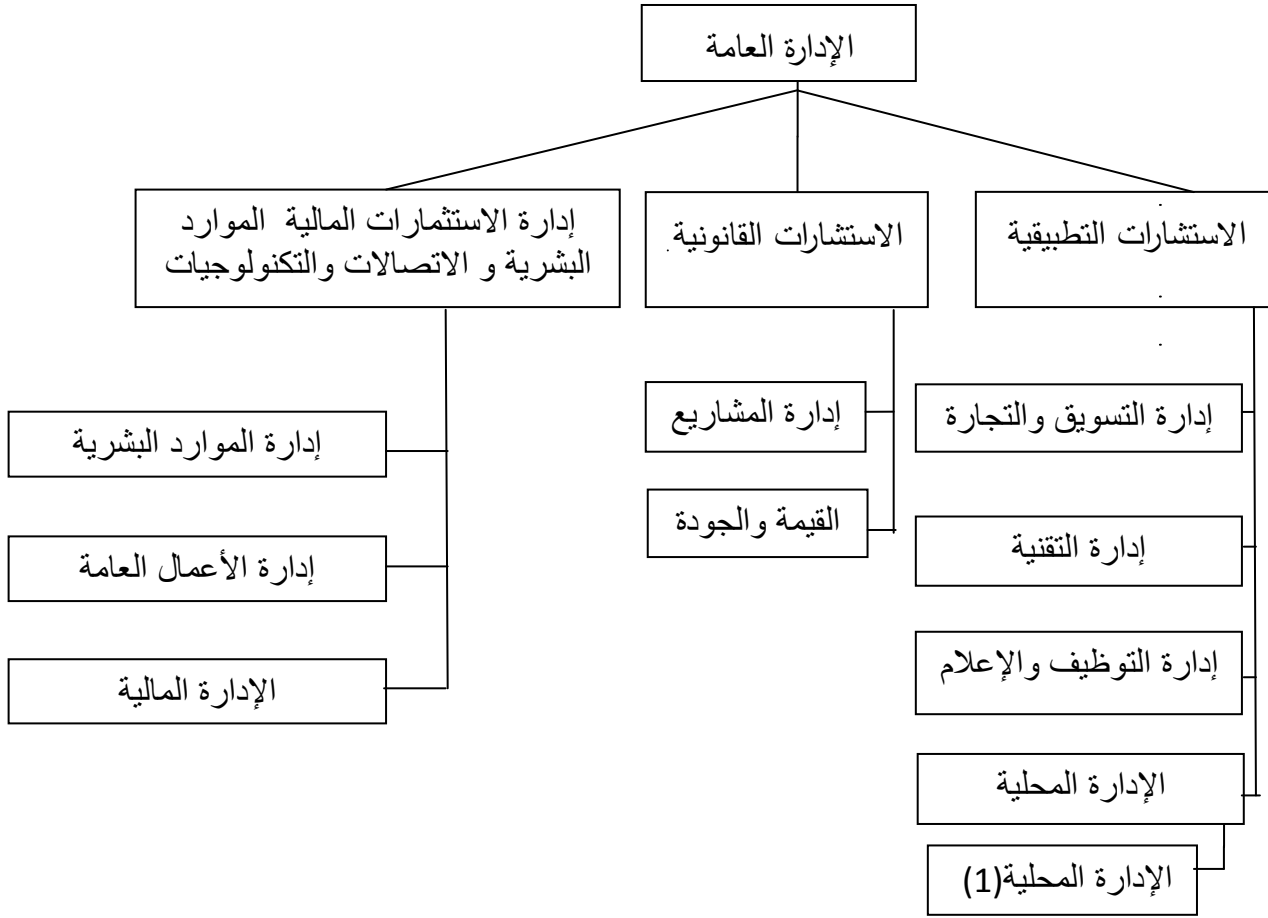 الإدارة العامة
الاستشارات التطبيقية
الاستشارات القانونية
إدارة الاستثمارات المالية الموارد
البشرية و الاتصالات والتكنولوجيات
إدارة التسويق والتجارة
إدارة التقنية
إدارة التوظيف والإعلام
الإدارة المحلية
الإدارة المحلية(1)
إدارة المشاريع
القيمة والجودة
إدارة الموارد البشرية
إدارة الأعمال العامة
الإدارة المالية